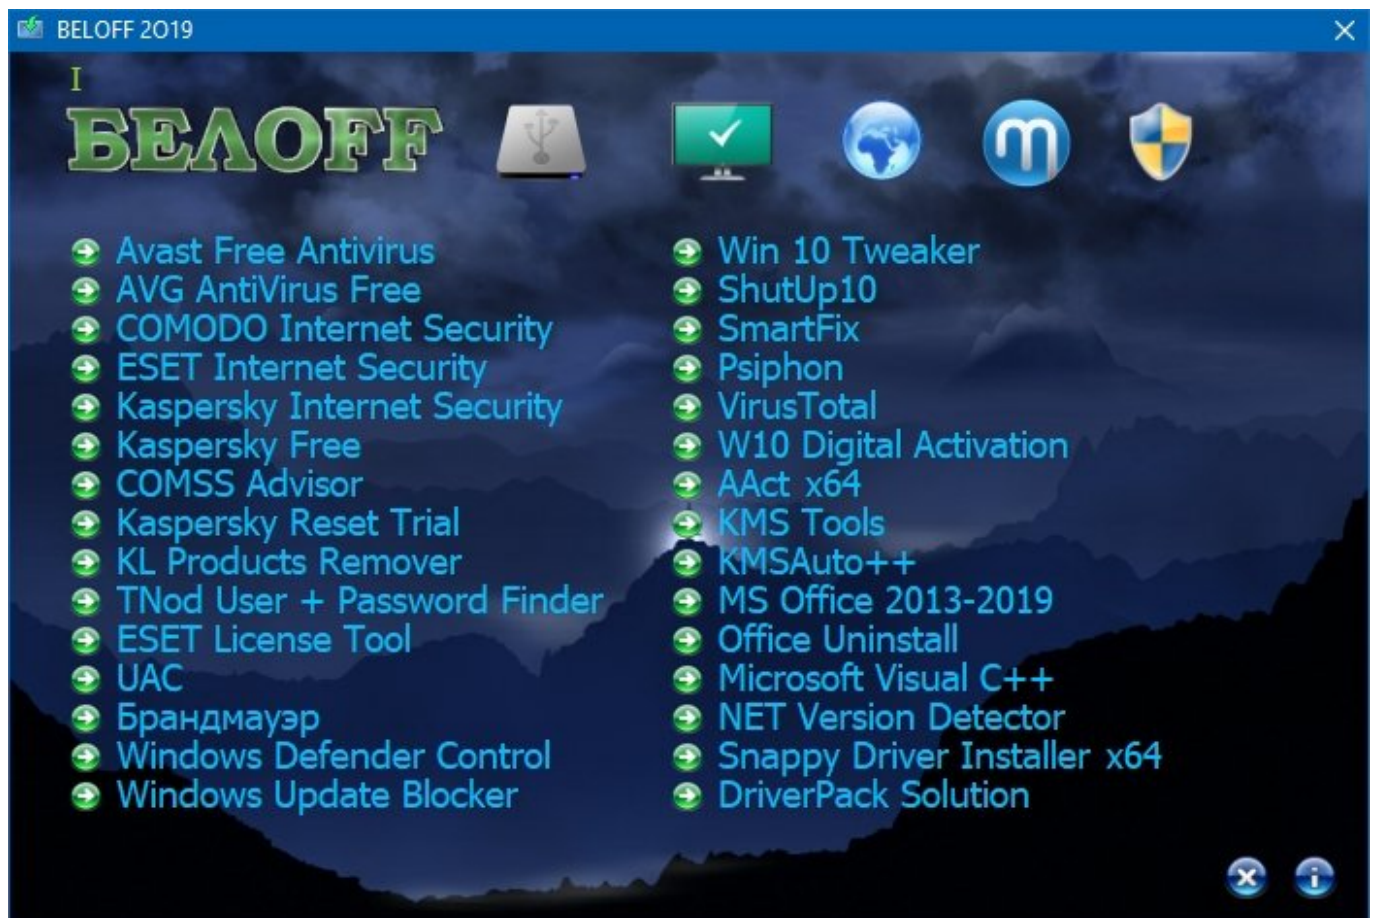 BELOFF 2O19
I
БЕЛOFF
Avast Free Antivirus
AVG AntiVirus Free
COMODO Internet Security
ESET Internet Security
Kaspersky Internet Security
Kaspersky Free
COMSS Advisor
Kaspersky Reset Trial
KL Products Remover
TNod User + Password Finder
ESET License Tool
UAC
Брандмауэр
Windows Defender Control
Windows Update Blocker
Win 10 Tweaker
ShutUp10
SmartFix
Psiphon
VirusTotal
W10 Digital Activation
AAct x64
KMS Tools
KMSAuto++
MS Office 2013-2019
Office Uninstall
Microsoft Visual C++
NET Version Detector
Snappy Driver Installer x64
DriverPack Solution